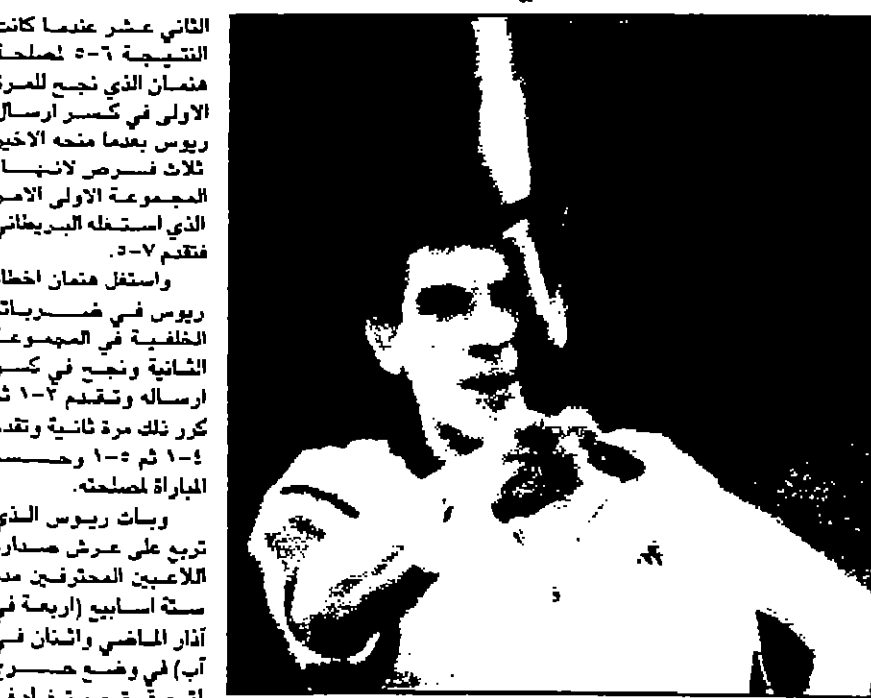 الثاني عشر عندما كانت
النتيجة ٦-٥ لمصلحة
هنمان الذي نجح للمرة
الاولى في كسر ارسال
ريوس بعدما منحه الاخير
ثلاث فرص لانهاء
المجموعة الاولى الامر
الذي استغله البريطاني
فتقدم ٧-٥.
واستغل هنمان اخطاء
ريوس في ضرباته
الخلفية في المجموعة
الثانية ونجح في كسر
ارساله وتقدم ٣-١ ثم
كرر ذلك مرة ثانية وتقدم
٤-١ ثم ٥-١ وحسم
المباراة لمصلحته.
وبات ريوس الذي
تربع على عرش صدارة
اللاعبين المحترفين مدة
ستة اسابيع (اربعة في
آذار الماضي واثنان في
آب) في وضع حرج